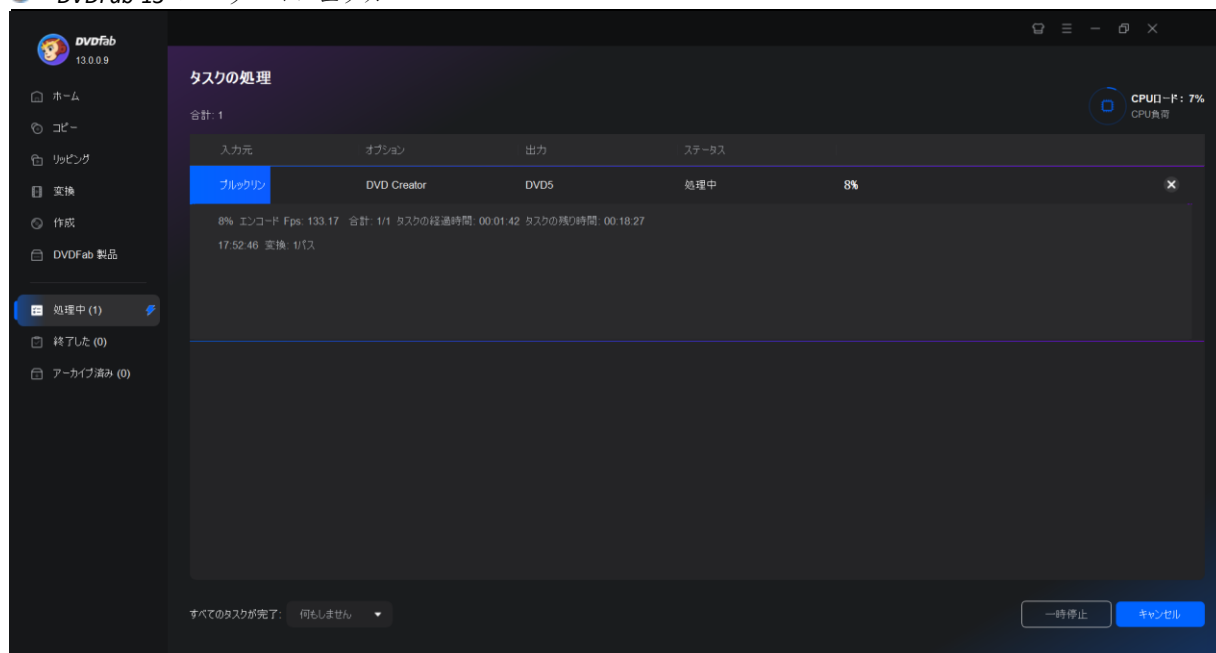 DVDFab 13
DVDfab
13.0.0.9
ホーム
コピー
リッピング
変換
作成
DVDFab 製品
処理中 (1)
終了した (0)
アーカイブ済み (0)
タスクの処理
合計: 1
CPUロード: 7%
CPU負荷
入力元 オプション 出力 ステータス
ブルックリン DVD Creator DVD5 処理中 8%
8% エンコード Fps: 133.17 合計: 1/1 タスクの経過時間: 00:01:42 タスクの残り時間: 00:18:27
17:52:46 変換: 1/パス
すべてのタスクが完了: 何もしません
一時停止 キャンセル